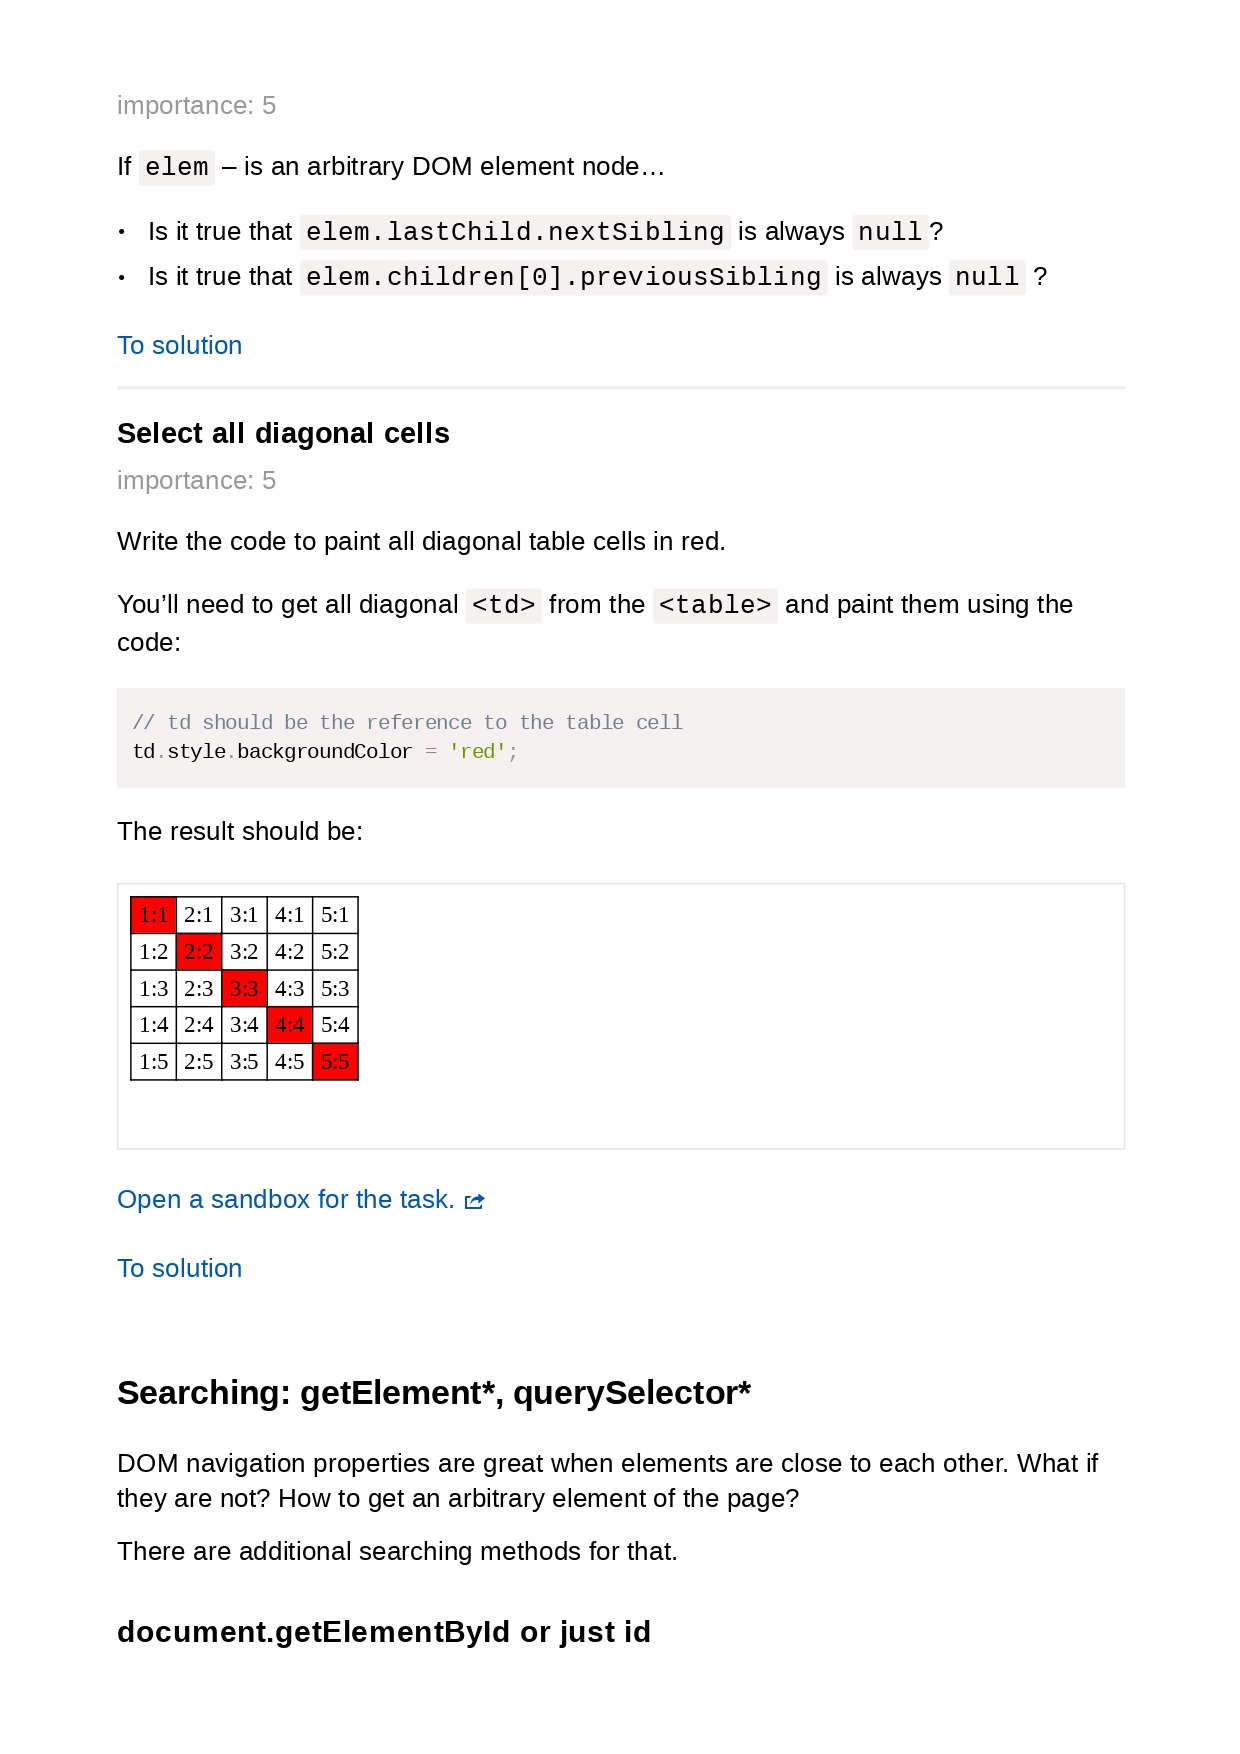 importance: 5
If elem – is an arbitrary DOM element node…
• Is it true that elem.lastChild.nextSibling is always null?
• Is it true that elem.children[0].previousSibling is always null ?
To solution
Select all diagonal cells
importance: 5
Write the code to paint all diagonal table cells in red.
You’ll need to get all diagonal <td> from the <table> and paint them using the
code:
// td should be the reference to the table cell
td.style.backgroundColor = 'red';
The result should be:
1:1 2:1 3:1 4:1 5:1
1:2 2:2 3:2 4:2 5:2
1:3 2:3 3:3 4:3 5:3
1:4 2:4 3:4 4:4 5:4
1:5 2:5 3:5 4:5 5:5
Open a sandbox for the task.
To solution
Searching: getElement*, querySelector*
DOM navigation properties are great when elements are close to each other. What if
they are not? How to get an arbitrary element of the page?
There are additional searching methods for that.
document.getElementById or just id